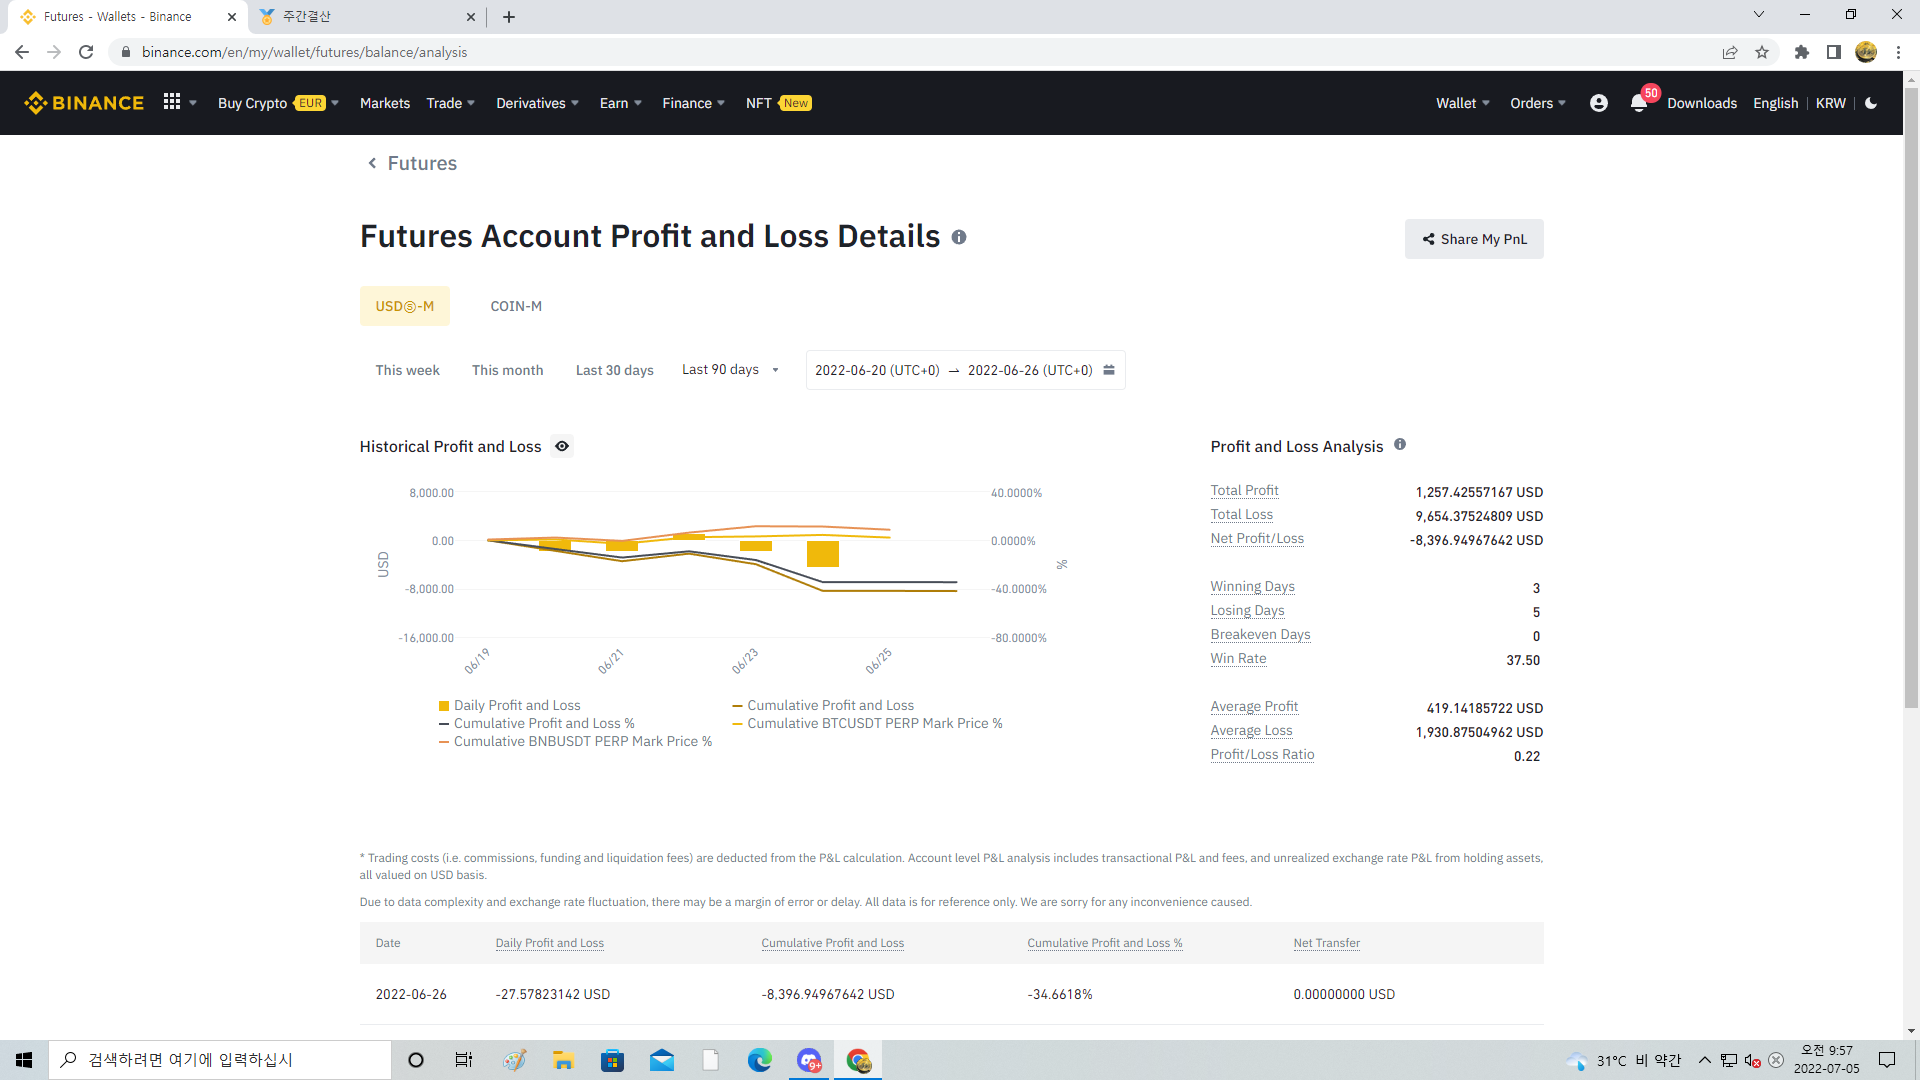 Futures - Wallets - Binance
주간결산
binance.com/en/my/wallet/futures/balance/analysis
BINANCE
Buy Crypto EUR Markets Trade Derivatives Earn Finance NFT New
Wallet Orders 50 Downloads English KRW
Futures
Futures Account Profit and Loss Details
Share My PnL
USDⓈ-M COIN-M
This week This month Last 30 days Last 90 days 2022-06-20 (UTC+0) → 2022-06-26 (UTC+0)
Historical Profit and Loss
8,000.00 40.0000%
0.00 0.0000%
-8,000.00 -40.0000%
-16,000.00 -80.0000%
USD
%
06/19 06/21 06/23 06/25
Daily Profit and Loss Cumulative Profit and Loss
Cumulative Profit and Loss % Cumulative BTCUSDT PERP Mark Price %
Cumulative BNBUSDT PERP Mark Price %
Profit and Loss Analysis
Total Profit 1,257.42557167 USD
Total Loss 9,654.37524809 USD
Net Profit/Loss -8,396.94967642 USD
Winning Days 3
Losing Days 5
Breakeven Days 0
Win Rate 37.50
Average Profit 419.14185722 USD
Average Loss 1,930.87504962 USD
Profit/Loss Ratio 0.22
* Trading costs (i.e. commissions, funding and liquidation fees) are deducted from the P&L calculation. Account level P&L analysis includes transactional P&L and fees, and unrealized exchange rate P&L from holding assets,
all valued on USD basis.
Due to data complexity and exchange rate fluctuation, there may be a margin of error or delay. All data is for reference only. We are sorry for any inconvenience caused.
Date Daily Profit and Loss Cumulative Profit and Loss Cumulative Profit and Loss % Net Transfer
2022-06-26 -27.57823142 USD -8,396.94967642 USD -34.6618% 0.00000000 USD
검색하려면 여기에 입력하십시
9+
31°C 비 약간
오전 9:57
2022-07-05